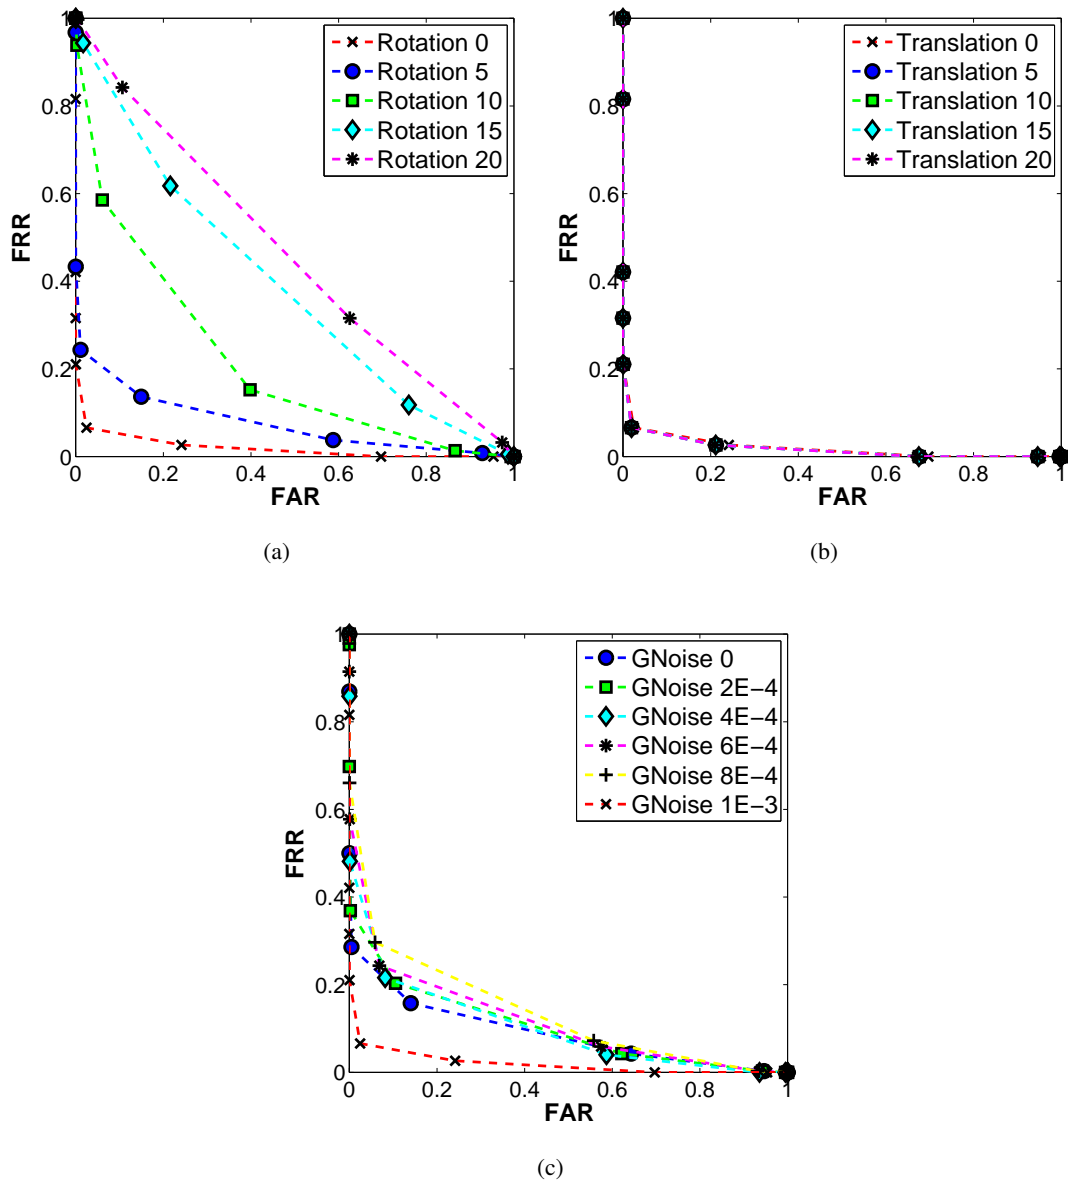 1
0.8
0.6
0.4
0.2
0
FRR
0.2
0.4
0.6
0.8
1
FAR
Rotation 0
Rotation 5
Rotation 10
Rotation 15
Rotation 20
(a)
1
0.8
0.6
0.4
0.2
0
FRR
0
0.2
0.4
0.6
0.8
1
FAR
Translation 0
Translation 5
Translation 10
Translation 15
Translation 20
(b)
1
0.8
0.6
0.4
0.2
0
FRR
0
0.2
0.4
0.6
0.8
1
FAR
GNoise 0
GNoise 2E−4
GNoise 4E−4
GNoise 6E−4
GNoise 8E−4
GNoise 1E−3
(c)